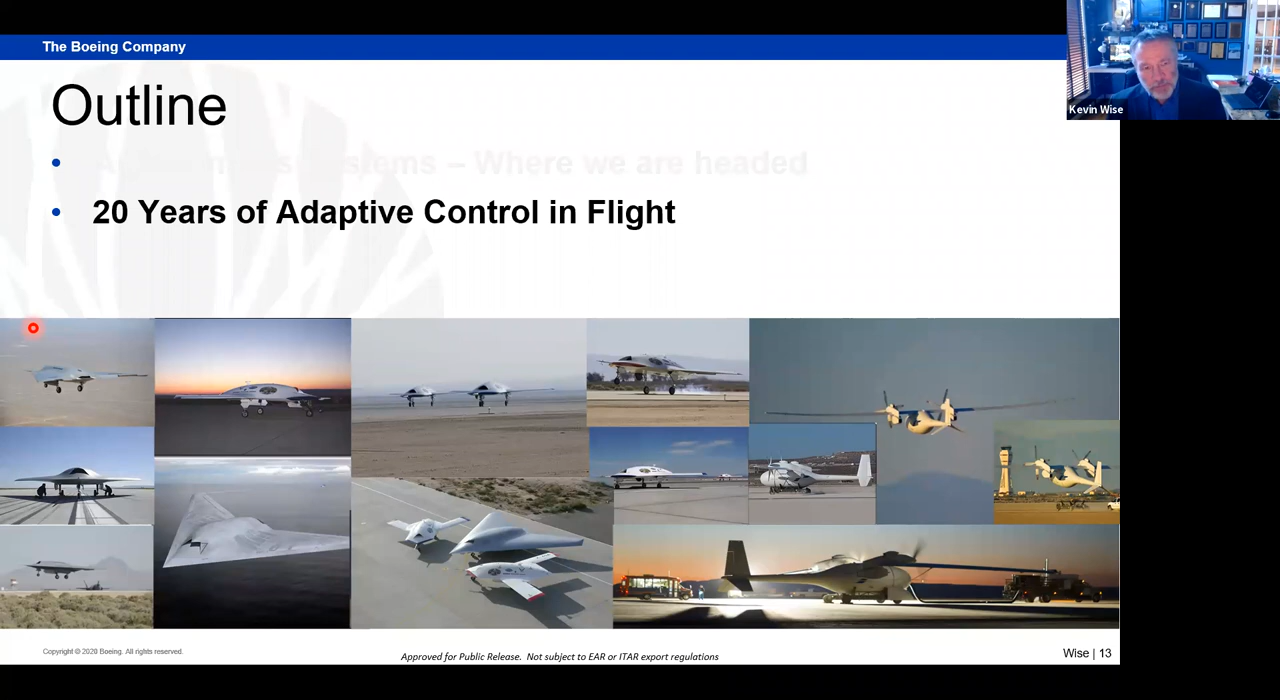 The Boeing Company
Kevin Wise
Outline
• systems – Where we are headed
• 20 Years of Adaptive Control in Flight
Copyright © 2020 Boeing. All rights reserved.
Approved for Public Release. Not subject to EAR or ITAR export regulations
Wise | 13